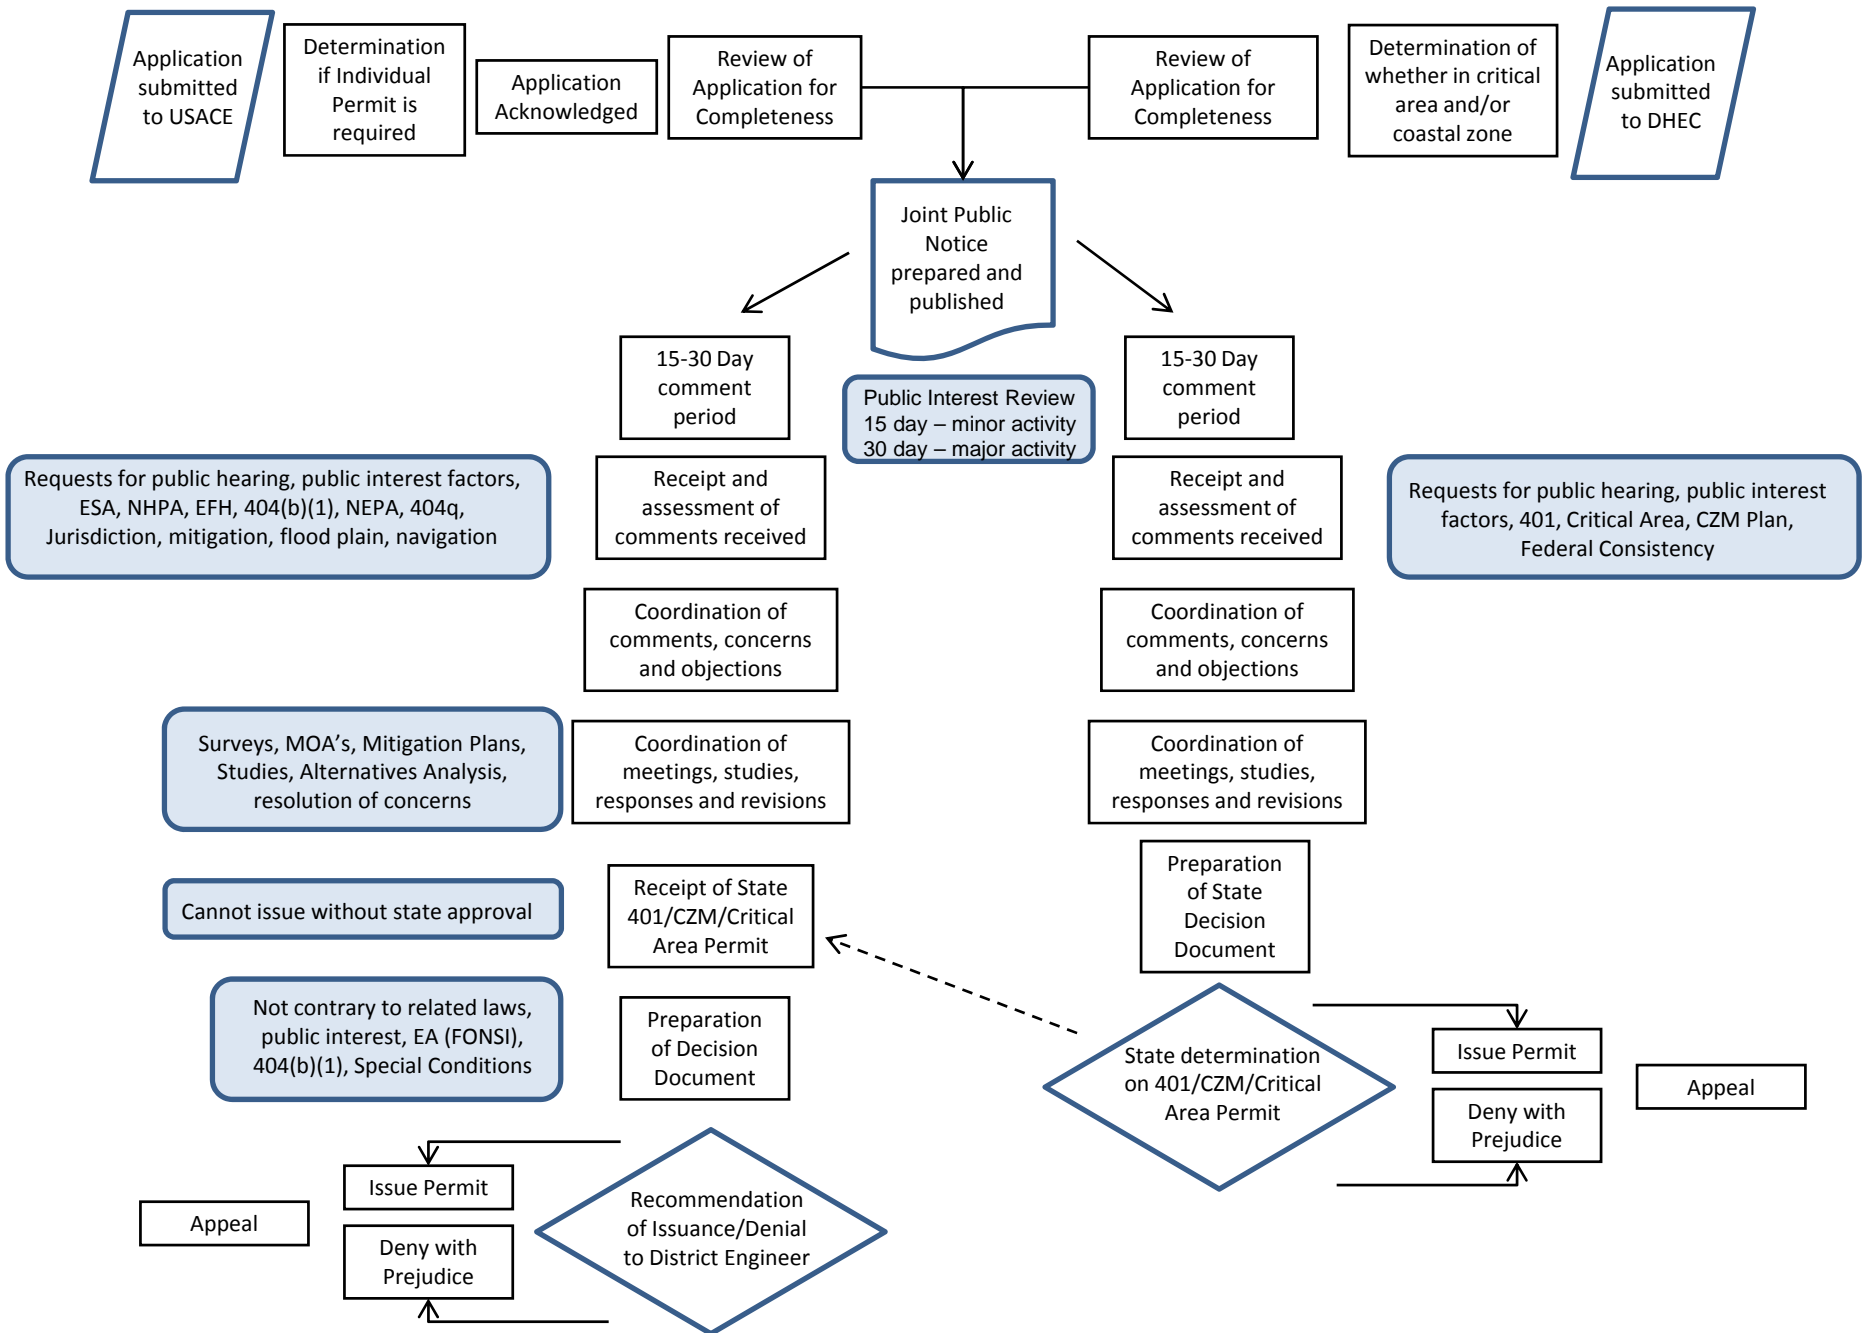 Application
submitted
to USACE
Determination
if Individual
Permit is
required
Application
Acknowledged
Review of
Application for
Completeness
Review of
Application for
Completeness
Determination of
whether in critical
area and/or
coastal zone
Application
submitted
to DHEC
Joint Public
Notice
prepared and
published
15-30 Day
comment
period
Public Interest Review
15 day – minor activity
30 day – major activity
15-30 Day
comment
period
Requests for public hearing, public interest factors,
ESA, NHPA, EFH, 404(b)(1), NEPA, 404q,
Jurisdiction, mitigation, flood plain, navigation
Receipt and
assessment of
comments received
Receipt and
assessment of
comments received
Requests for public hearing, public interest
factors, 401, Critical Area, CZM Plan,
Federal Consistency
Coordination of
comments, concerns
and objections
Coordination of
comments, concerns
and objections
Surveys, MOA's, Mitigation Plans,
Studies, Alternatives Analysis,
resolution of concerns
Coordination of
meetings, studies,
responses and revisions
Coordination of
meetings, studies,
responses and revisions
Cannot issue without state approval
Receipt of State
401/CZM/Critical
Area Permit
Preparation
of State
Decision
Document
Not contrary to related laws,
public interest, EA (FONSI),
404(b)(1), Special Conditions
Preparation
of Decision
Document
State determination
on 401/CZM/Critical
Area Permit
Issue Permit
Deny with
Prejudice
Appeal
Appeal
Issue Permit
Deny with
Prejudice
Recommendation
of Issuance/Denial
to District Engineer